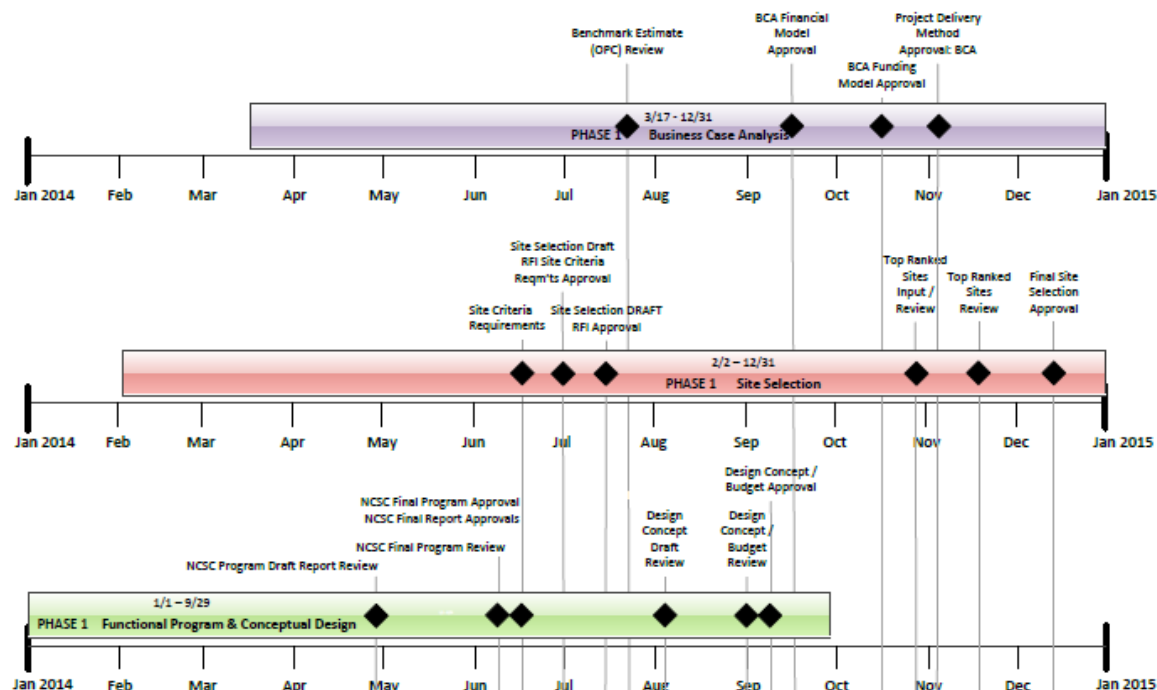 BCA Financial
Model
Approval
Project Delivery
Method
Approval: BCA
Benchmark Estimate
(OPC) Review
BCA Funding
Model Approval
3/17 - 12/31
PHASE 1 Business Case Analysis
Jan 2014 Feb Mar Apr May Jun Jul Aug Sep Oct Nov Dec Jan 2015
Site Selection Draft
RFI Site Criteria
Reqm'ts Approval
Site Criteria
Requirements
Site Selection DRAFT
RFI Approval
Top Ranked
Sites
Input /
Review
Top Ranked
Sites
Review
Final Site
Selection
Approval
2/2 – 12/31
PHASE 1 Site Selection
Jan 2014 Feb Mar Apr May Jun Jul Aug Sep Oct Nov Dec Jan 2015
Design Concept /
Budget Approval
NCSC Final Program Approval
NCSC Final Report Approvals
NCSC Final Program Review
NCSC Program Draft Report Review
Design
Concept
Draft
Review
Design
Concept /
Budget
Review
1/1 – 9/29
PHASE 1 Functional Program & Conceptual Design
Jan 2014 Feb Mar Apr May Jun Jul Aug Sep Oct Nov Dec Jan 2015